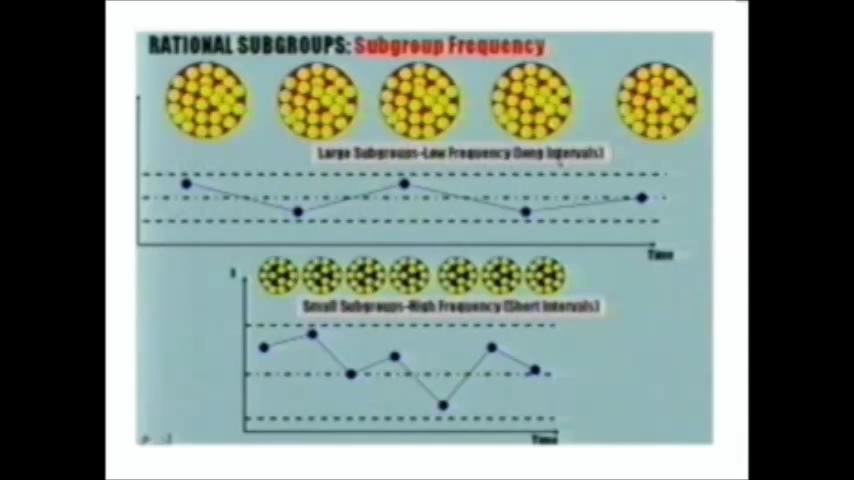 RATIONAL SUBGROUPS: Subgroup Frequency
Large Subgroups-Low Frequency (long Intervals)
Time
Small Subgroups-High Frequency (Short Intervals)
Time